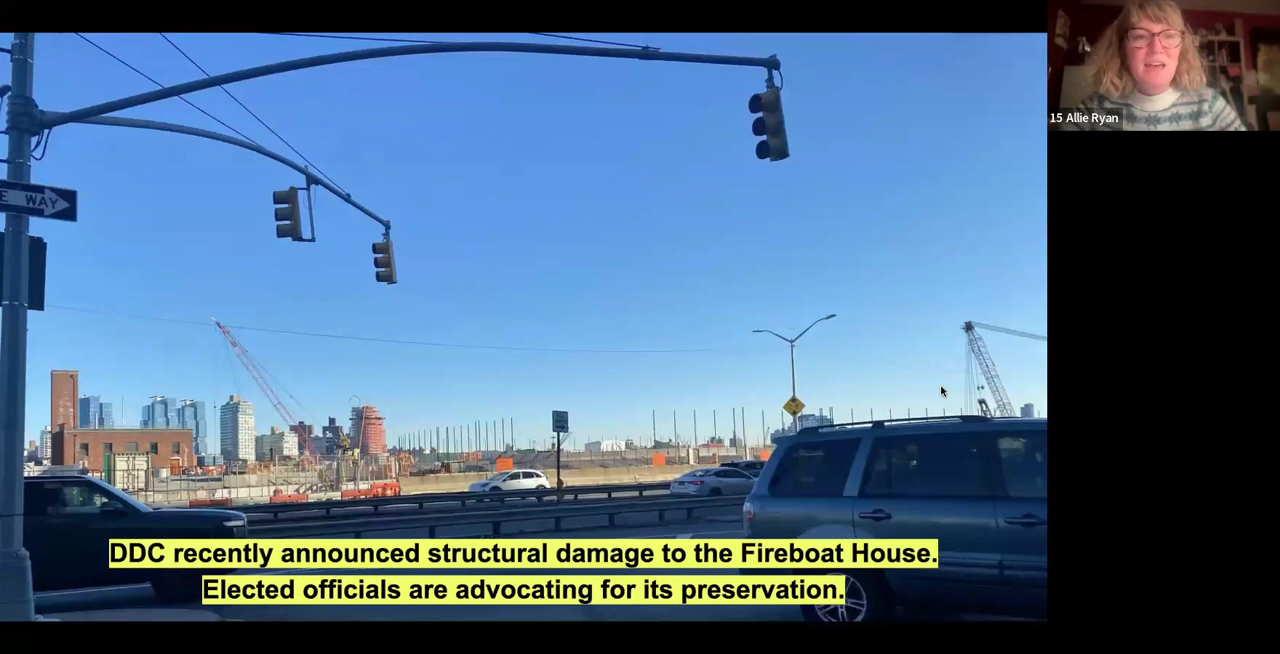 15 Allie Ryan
E WAY
DDC recently announced structural damage to the Fireboat House.
Elected officials are advocating for its preservation.